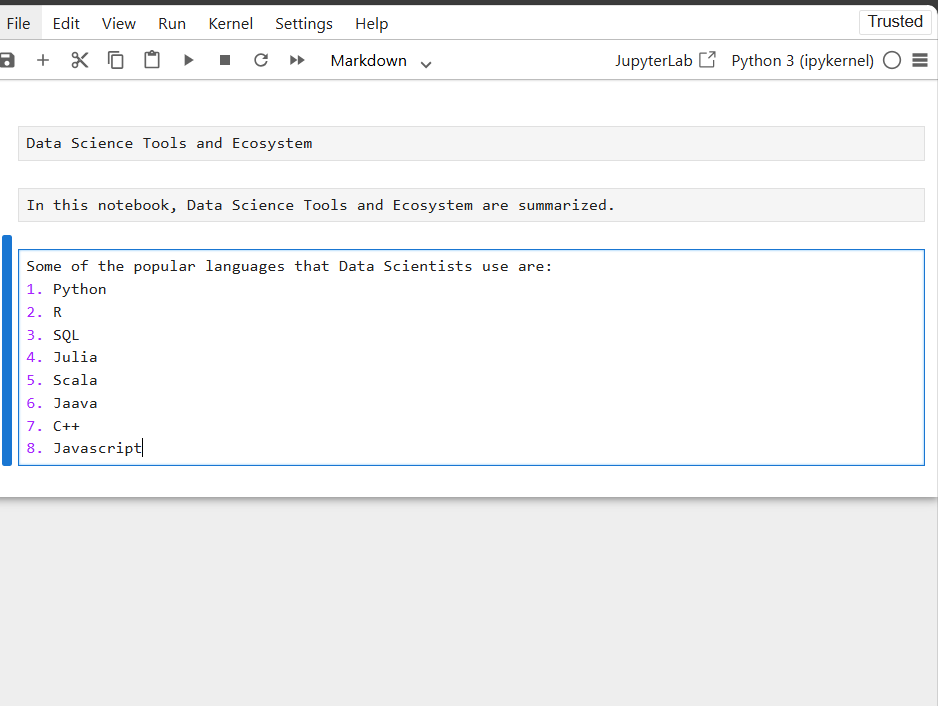 File Edit View Run Kernel Settings Help Trusted
Markdown JupyterLab Python 3 (ipykernel)
Data Science Tools and Ecosystem
In this notebook, Data Science Tools and Ecosystem are summarized.
Some of the popular languages that Data Scientists use are:
1. Python
2. R
3. SQL
4. Julia
5. Scala
6. Jaava
7. C++
8. Javascript